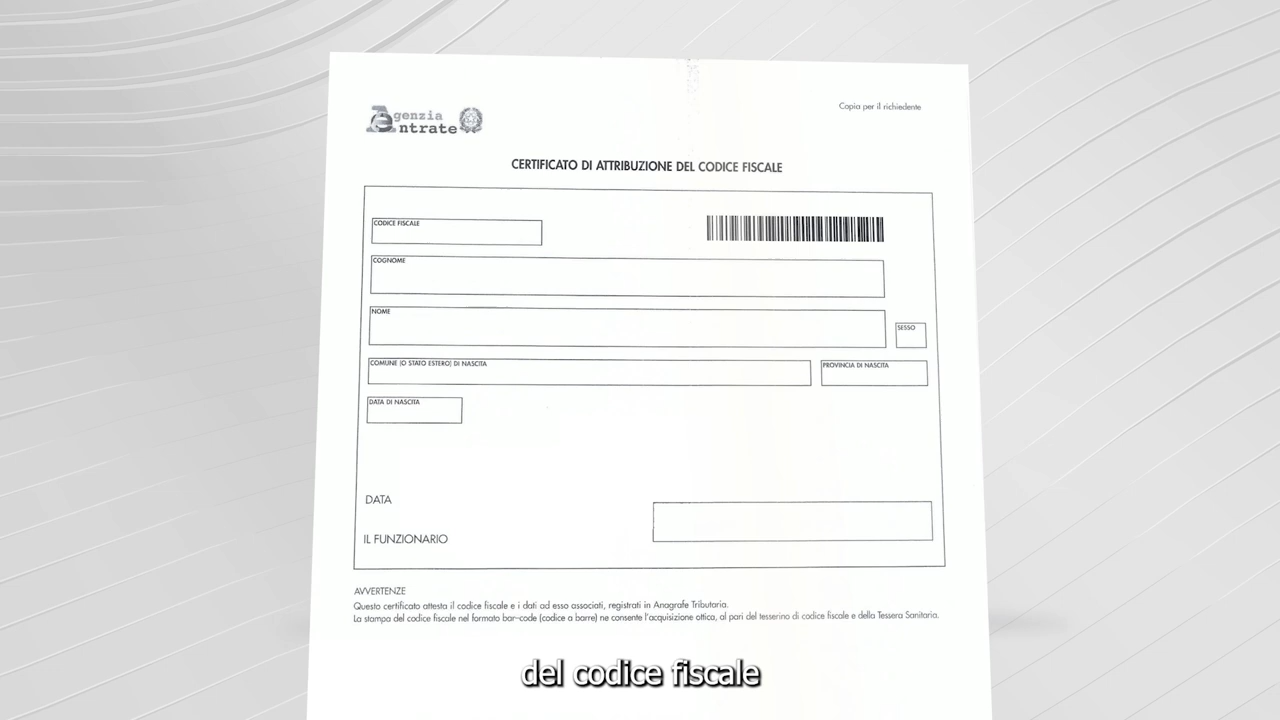 Agenzia
Entrate
Copia per il richiedente
CERTIFICATO DI ATTRIBUZIONE DEL CODICE FISCALE
CODICE FISCALE
COGNOME
NOME
SESSO
COMUNE (O STATO ESTERO) DI NASCITA
PROVINCIA DI NASCITA
DATA DI NASCITA
DATA
IL FUNZIONARIO
AVVERTENZE
Questo certificato attesta il codice fiscale e i dati ad esso associati, registrati in Anagrafe Tributaria.
La stampa del codice fiscale nel formato bar-code (codice a barre) ne consente l'acquisizione ottica, al pari del tesserino di codice fiscale e della Tessera Sanitaria.
del codice fiscale